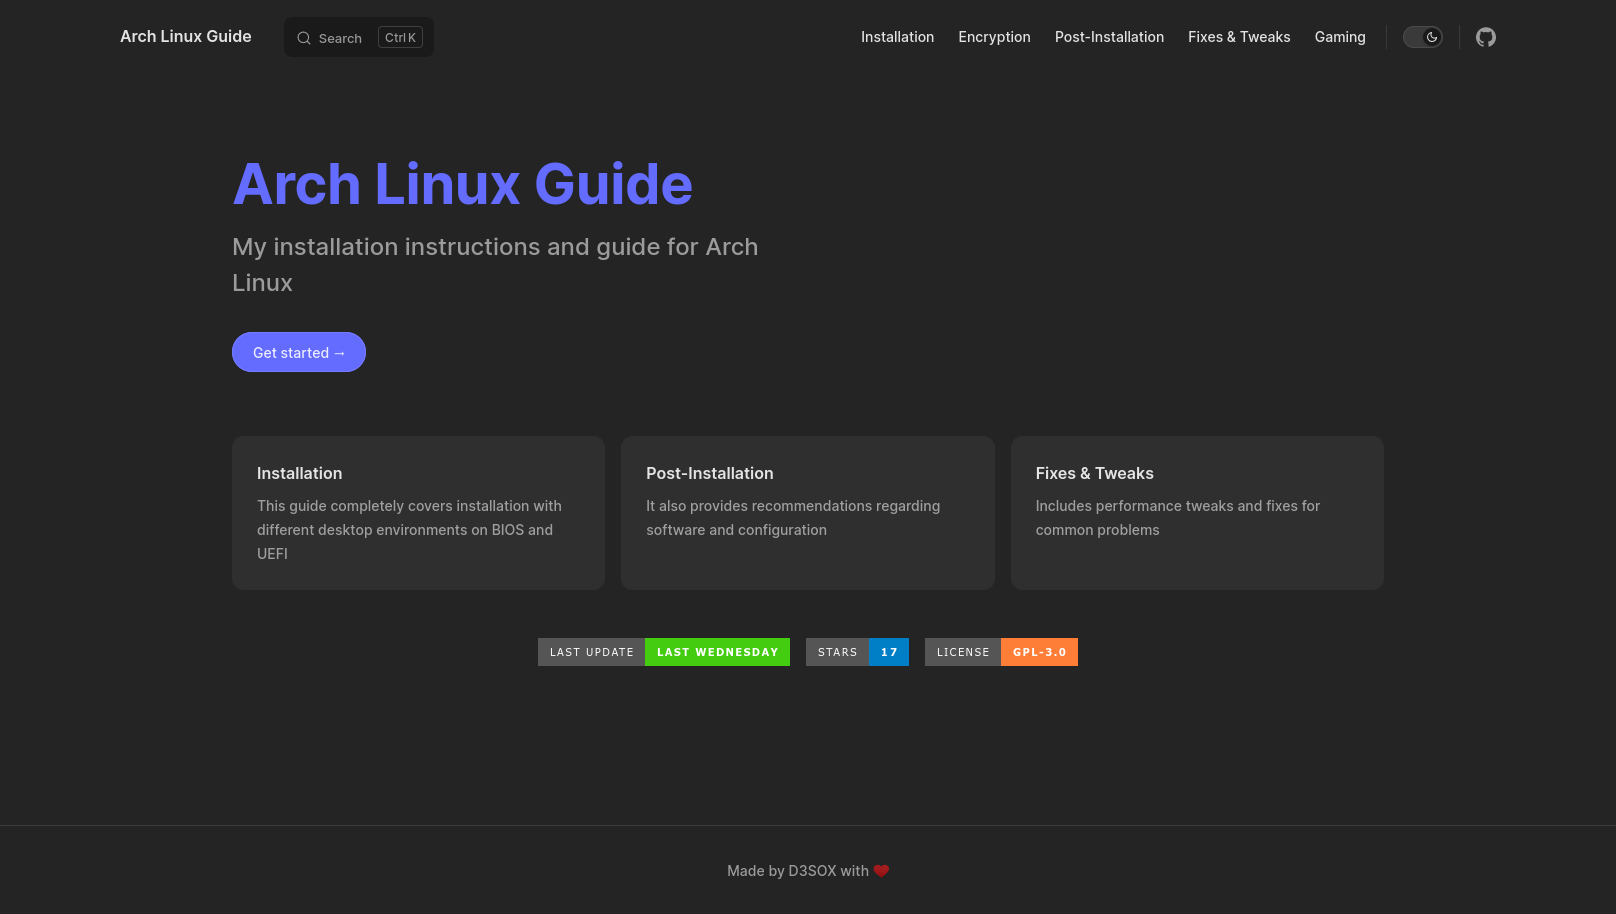 Arch Linux Guide
Search Ctrl K
Installation Encryption Post-Installation Fixes & Tweaks Gaming
Arch Linux Guide
My installation instructions and guide for Arch
Linux
Get started →
Installation
This guide completely covers installation with
different desktop environments on BIOS and
UEFI
Post-Installation
It also provides recommendations regarding
software and configuration
Fixes & Tweaks
Includes performance tweaks and fixes for
common problems
LAST UPDATE LAST WEDNESDAY
STARS 17
LICENSE GPL-3.0
Made by D3SOX with ❤